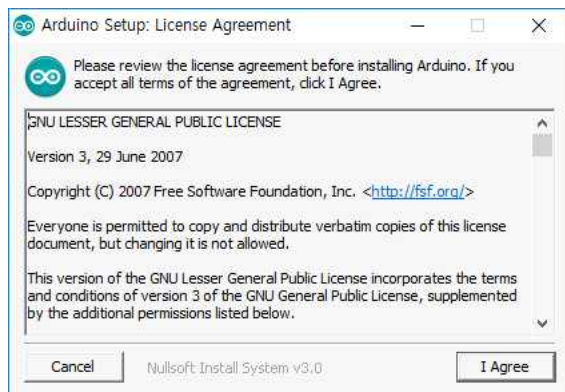 Arduino Setup: License Agreement
Please review the license agreement before installing Arduino. If you
accept all terms of the agreement, click I Agree.
GNU LESSER GENERAL PUBLIC LICENSE
Version 3, 29 June 2007
Copyright (C) 2007 Free Software Foundation, Inc. <http://fsf.org/>
Everyone is permitted to copy and distribute verbatim copies of this license
document, but changing it is not allowed.
This version of the GNU Lesser General Public License incorporates the terms
and conditions of version 3 of the GNU General Public License, supplemented
by the additional permissions listed below.
Cancel
Nullsoft Install System v3.0
I Agree